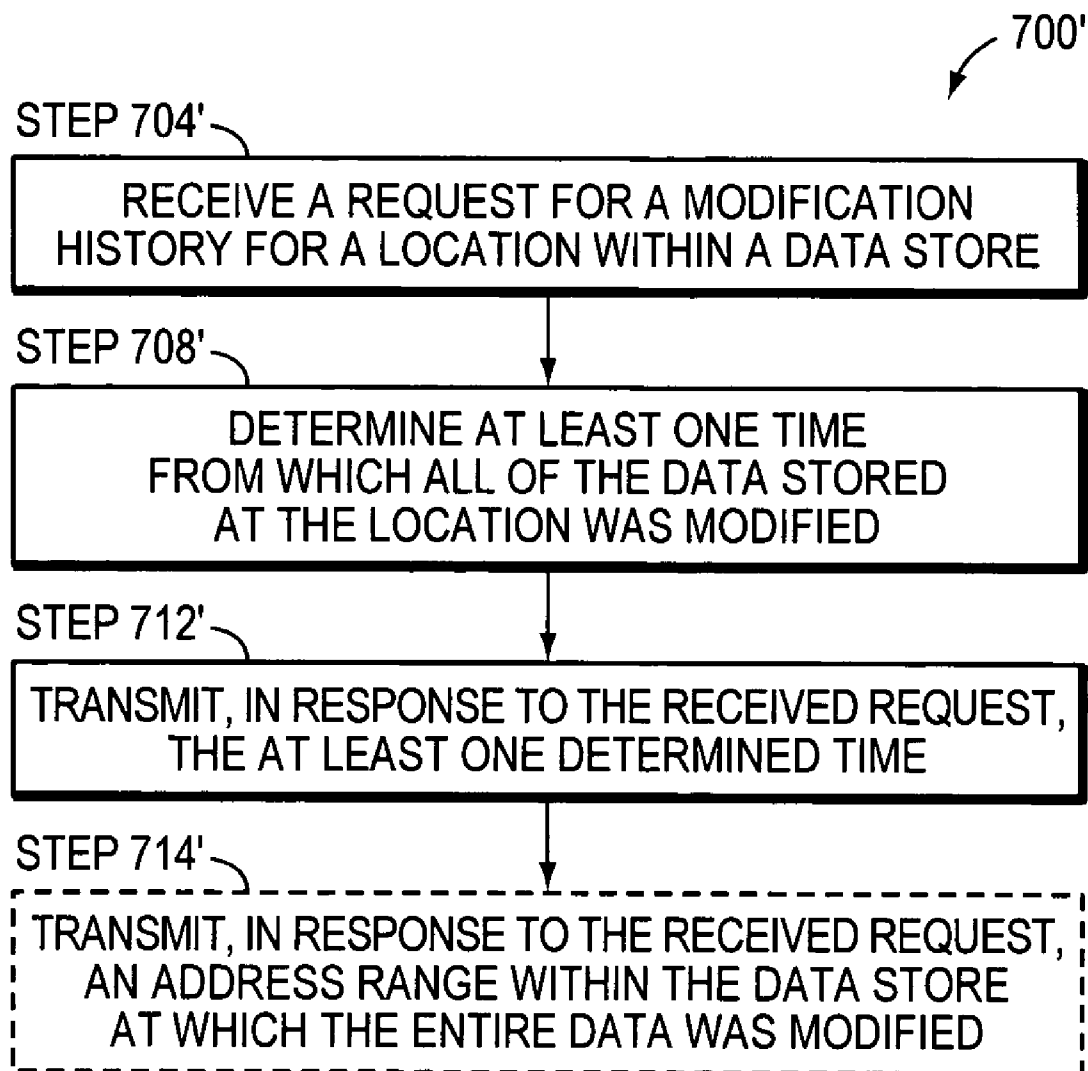 700'
STEP 704'
RECEIVE A REQUEST FOR A MODIFICATION
HISTORY FOR A LOCATION WITHIN A DATA STORE
STEP 708'
DETERMINE AT LEAST ONE TIME
FROM WHICH ALL OF THE DATA STORED
AT THE LOCATION WAS MODIFIED
STEP 712'
TRANSMIT, IN RESPONSE TO THE RECEIVED REQUEST,
THE AT LEAST ONE DETERMINED TIME
STEP 714'
TRANSMIT, IN RESPONSE TO THE RECEIVED REQUEST,
AN ADDRESS RANGE WITHIN THE DATA STORE
AT WHICH THE ENTIRE DATA WAS MODIFIED